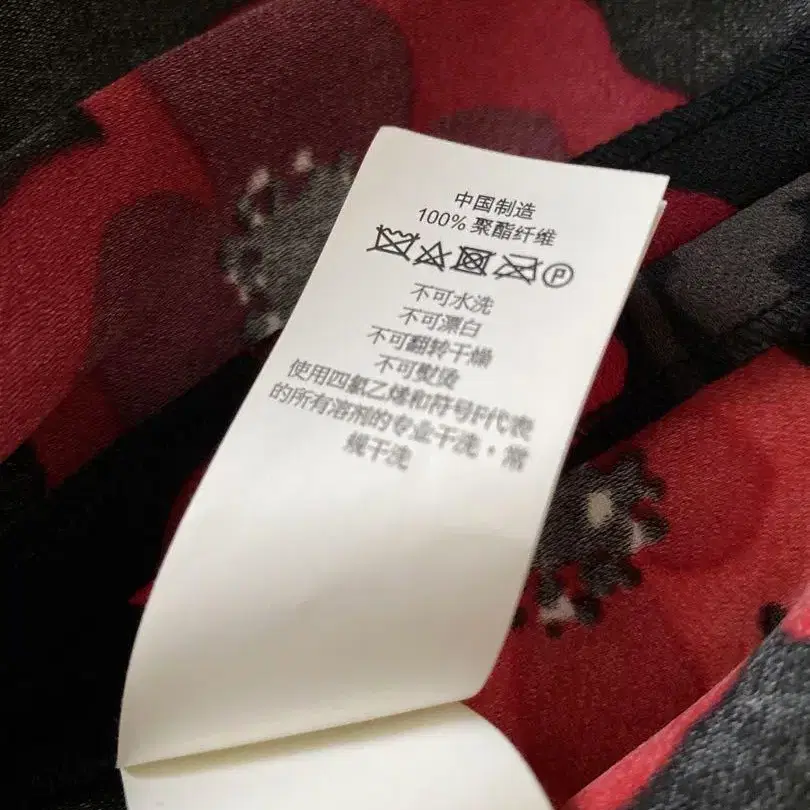 中国制造
100% 聚酯纤维
P
不可水洗
不可漂白
不可翻转干燥
不可熨烫
使用四氯乙烯和符号F代表
的所有溶剂的专业干洗，常
规干洗